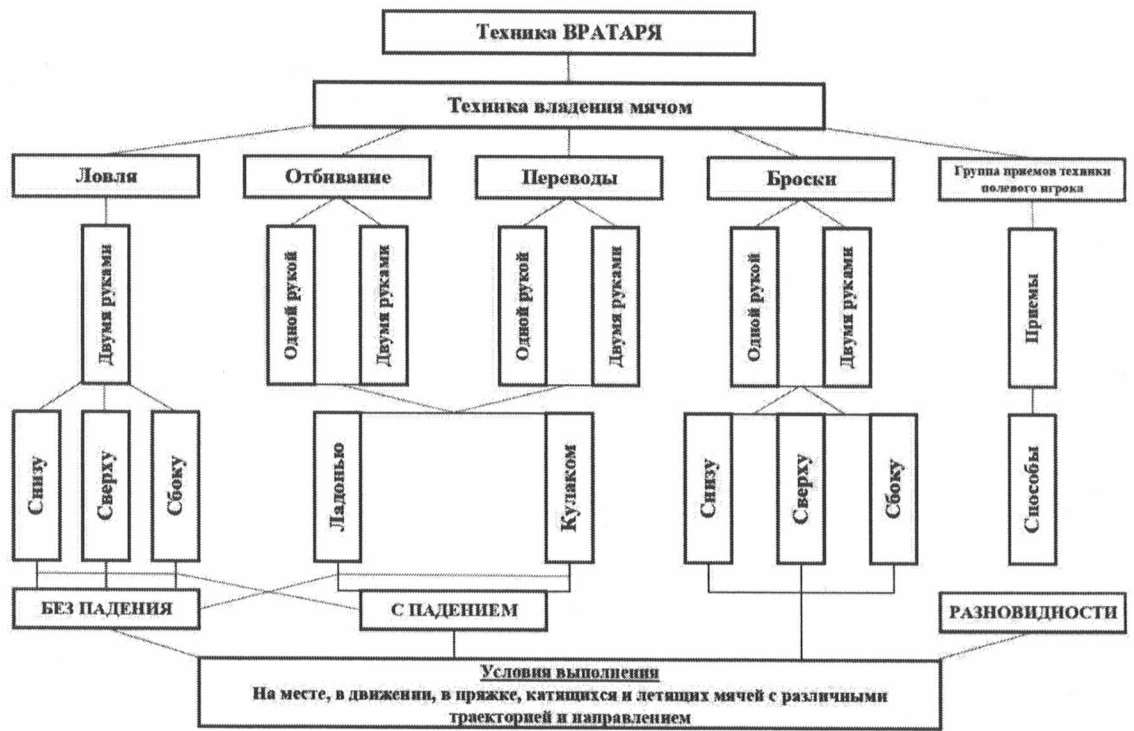 Техника ВРАТАРЯ
Техника владения мячом
Ловля
Отбивание
Переводы
Броски
Группа приемов техники
полевого игрока
Двумя руками
Одной рукой
Двумя руками
Одной рукой
Двумя руками
Одной рукой
Двумя руками
Приемы
Снизу
Сверху
Сбоку
Ладонью
Кулаком
Снизу
Сверху
Сбоку
Способы
БЕЗ ПАДЕНИЯ
С ПАДЕНИЕМ
РАЗНОВИДНОСТИ
Условия выполнения
На месте, в движении, в пряжке, катящихся и летящих мячей с различными
траекторией и направлением